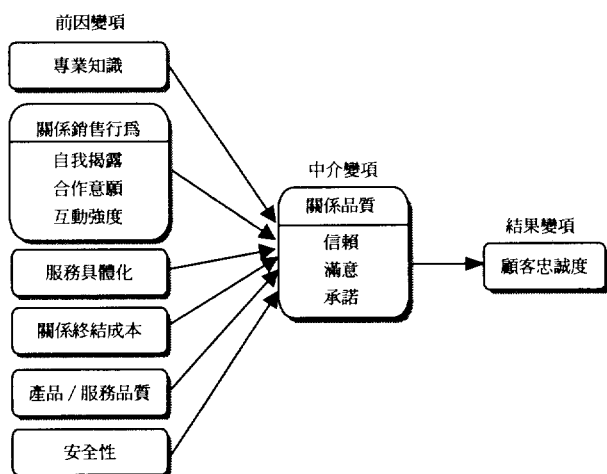 前因變項
專業知識
關係銷售行爲
自我揭露
合作意願
互動強度
服務具體化
關係終結成本
產品/服務品質
安全性
中介變項
關係品質
信賴
滿意
承諾
結果變項
顧客忠誠度